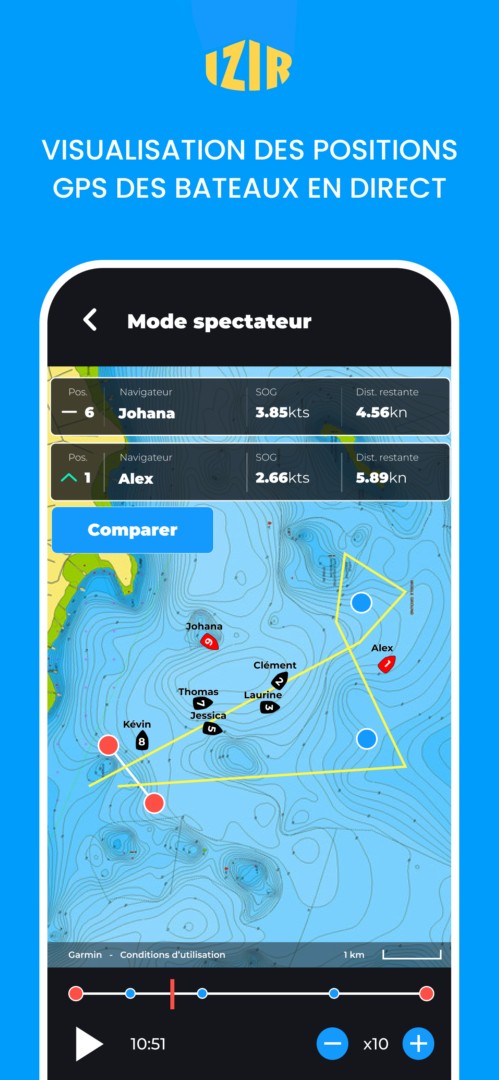 IZIR
VISUALISATION DES POSITIONS
GPS DES BATEAUX EN DIRECT
Mode spectateur
Pos. Navigateur SOG Dist. restante
6 Johana 3.85kts 4.56kn
Pos. Navigateur SOG Dist. restante
1 Alex 2.66kts 5.89kn
Comparer
Johana
6
Alex
1
Clément
2
Thomas
7
Laurine
3
Jessica
5
Kévin
8
Garmin - Conditions d'utilisation 1 km
10:51 x10